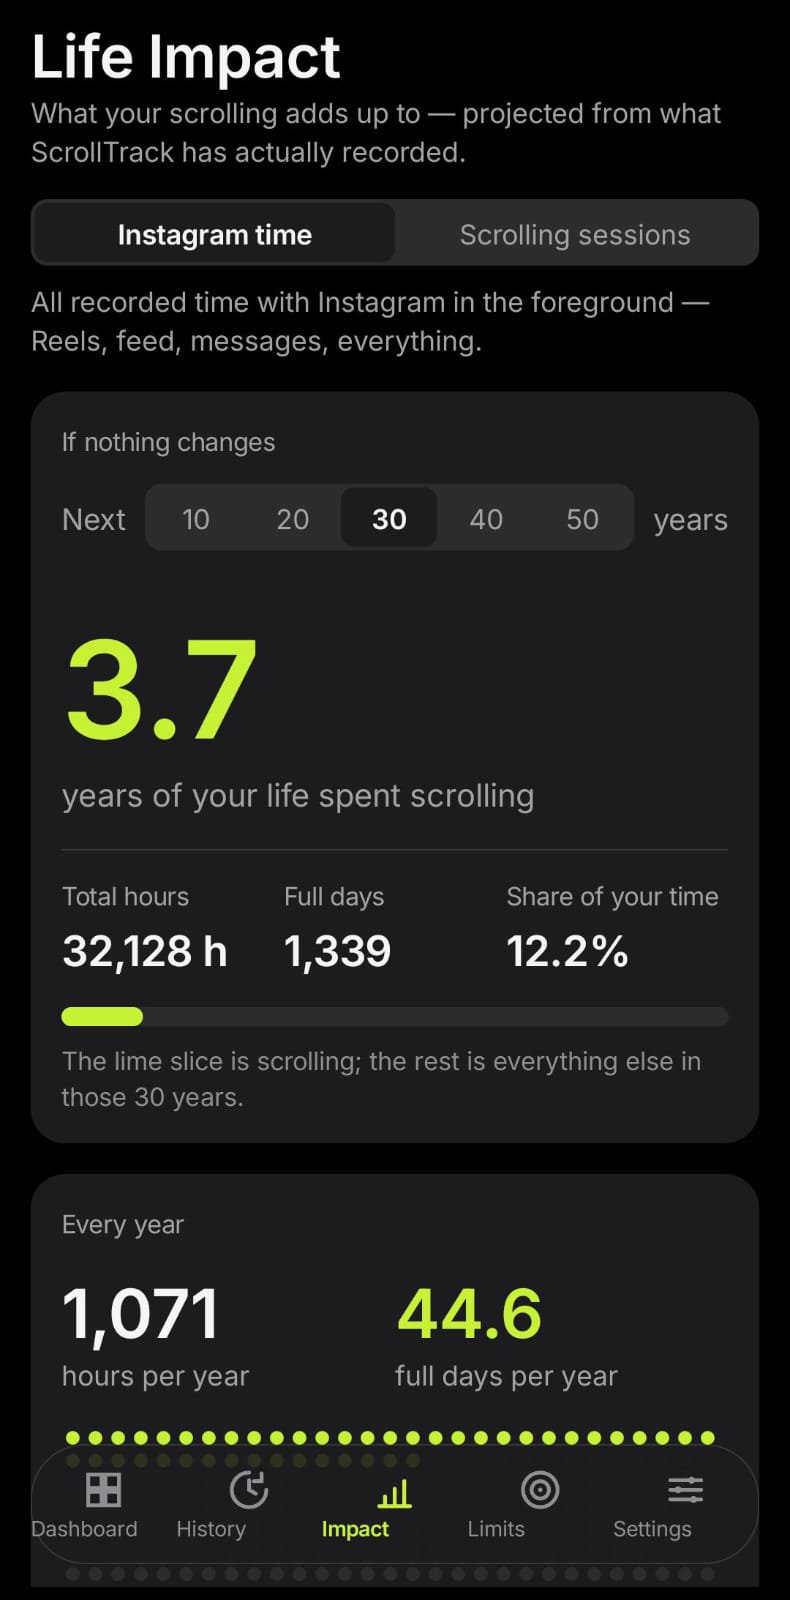 Life Impact
What your scrolling adds up to — projected from what
ScrollTrack has actually recorded.
Instagram time
Scrolling sessions
All recorded time with Instagram in the foreground —
Reels, feed, messages, everything.
If nothing changes
Next 10 20 30 40 50 years
3.7
years of your life spent scrolling
Total hours Full days Share of your time
32,128 h 1,339 12.2%
The lime slice is scrolling; the rest is everything else in
those 30 years.
Every year
1,071 44.6
hours per year full days per year
Dashboard History Impact Limits Settings